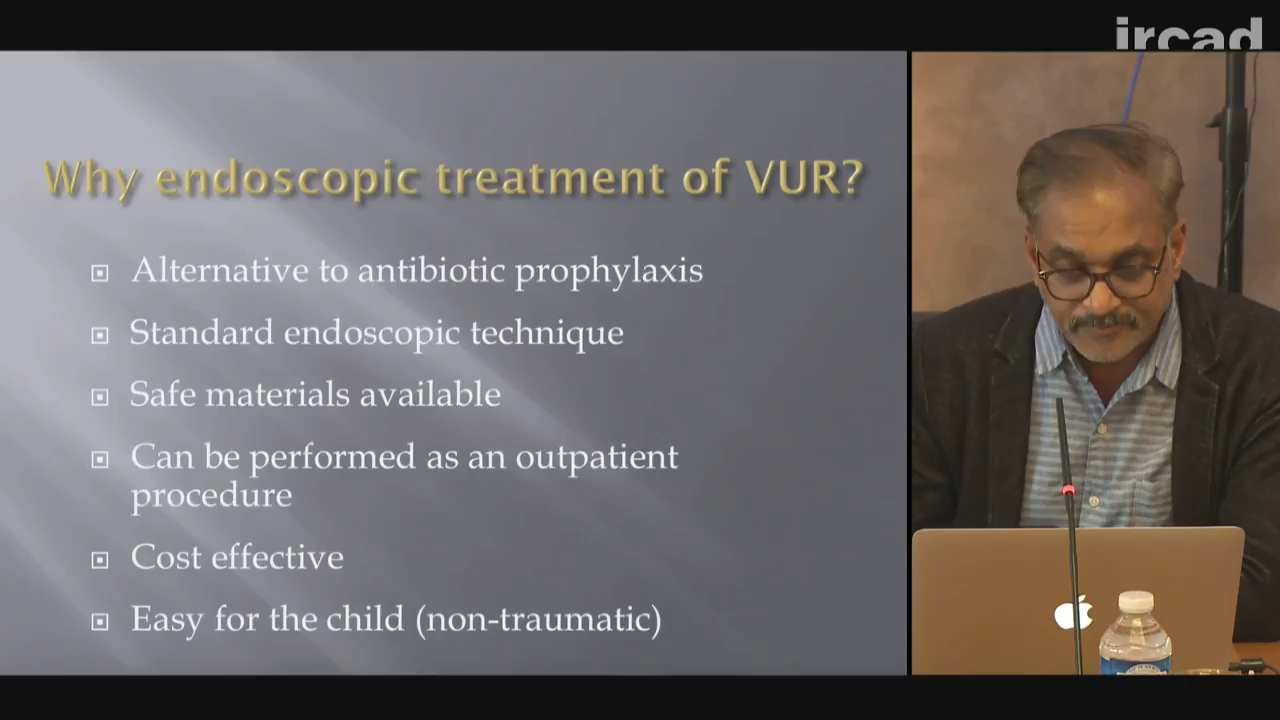 ircad
Why endoscopic treatment of VUR?
Alternative to antibiotic prophylaxis
Standard endoscopic technique
Safe materials available
Can be performed as an outpatient
procedure
Cost effective
Easy for the child (non-traumatic)